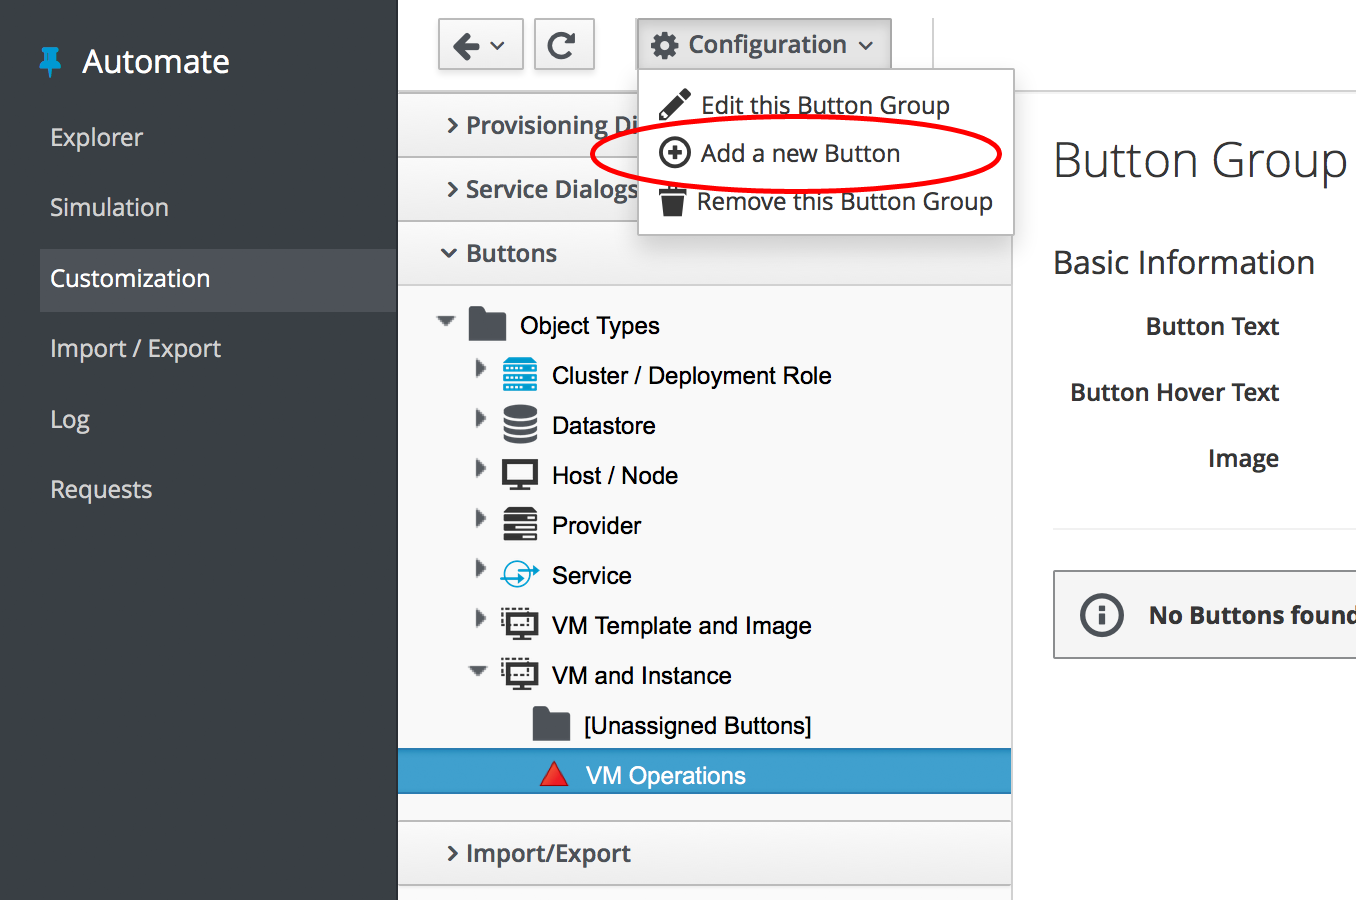 Automate
Explorer
Simulation
Customization
Import / Export
Log
Requests
Configuration
Edit this Button Group
Add a new Button
Remove this Button Group
Provisioning Di
Service Dialogs
Buttons
Object Types
Cluster / Deployment Role
Datastore
Host / Node
Provider
Service
VM Template and Image
VM and Instance
[Unassigned Buttons]
VM Operations
Import/Export
Button Group
Basic Information
Button Text
Button Hover Text
Image
No Buttons found